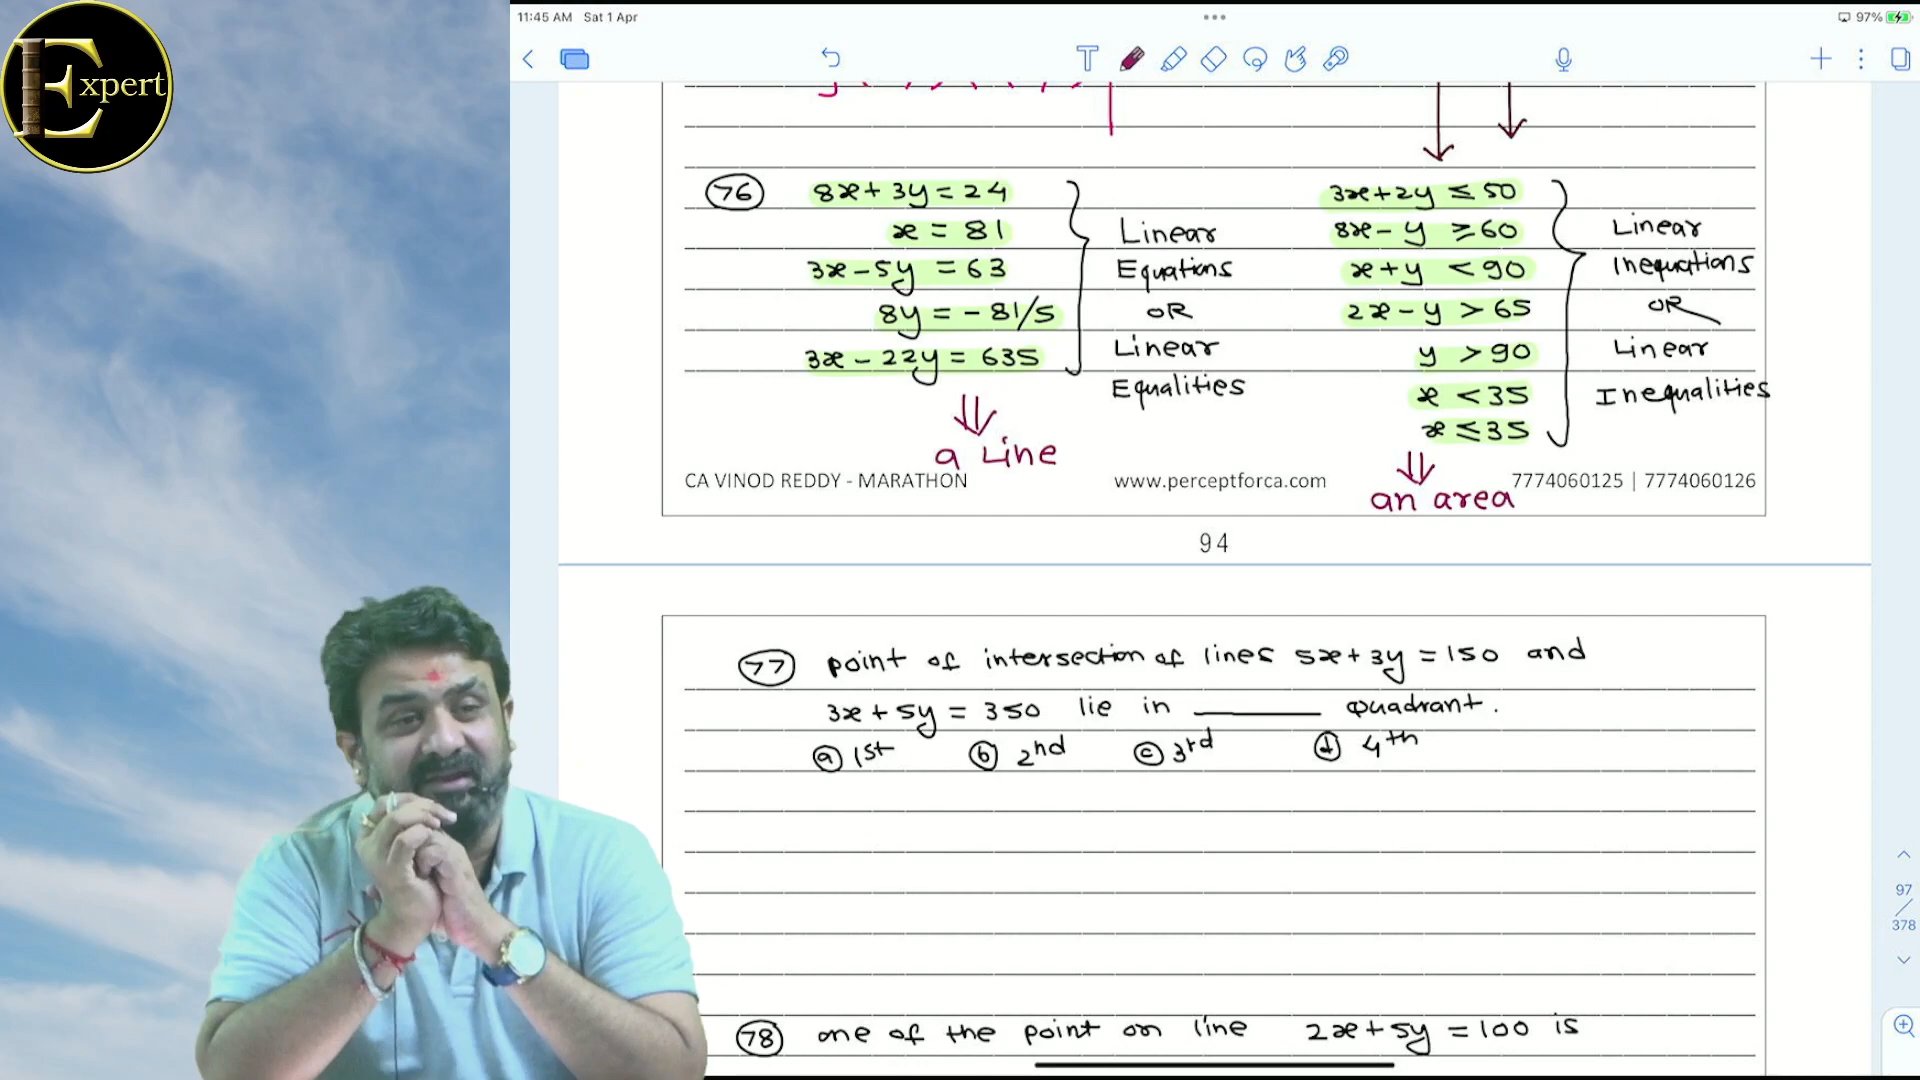 Expert
11:45 AM Sat 1 Apr
97%
76
8x + 3y = 24
x = 81
3x - 5y = 63
8y = - 81/5
3x - 22y = 635
a Line
Linear
Equations
OR
Linear
Equalities
3x + 2y ≤ 50
8x - y ≥ 60
x + y < 90
2x - y > 65
y > 90
x < 35
x ≤ 35
an area
Linear
Inequations
OR
Linear
Inequalities
CA VINOD REDDY - MARATHON www.perceptforca.com 7774060125 | 7774060126
94
77 point of intersection of lines 5x + 3y = 150 and
3x + 5y = 350 lie in ______ quadrant.
a 1st b 2nd c 3rd d 4th
97
/
378
78 one of the point on line 2x + 5y = 100 is